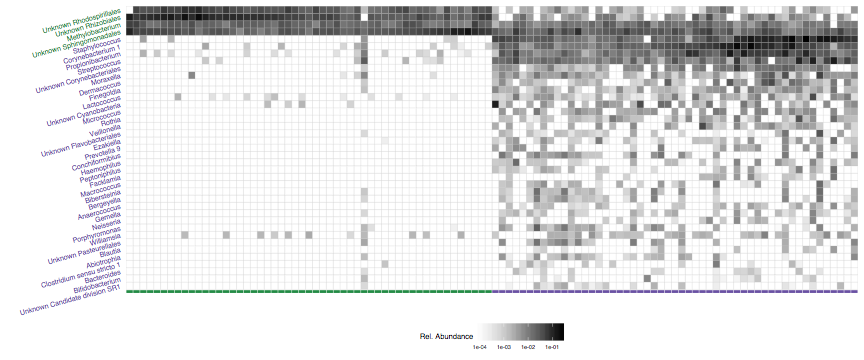 Unknown Rhodospirillales
Unknown Rhizobiales
Methylobacterium
Unknown Sphingomonadales
Staphylococcus
Corynebacterium 1
Propionibacterium
Streptococcus
Unknown Corynebacteriales
Moraxella
Dermacoccus
Finegoldia
Lactococcus
Unknown Cyanobacteria
Micrococcus
Rothia
Veillonella
Unknown Flavobacteriales
Ezakiella
Prevotella 9
Conchiformibius
Haemophilus
Peptoniphilus
Facklamia
Macrococcus
Bibersteinia
Bergeyella
Anaerococcus
Gemella
Neisseria
Porphyromonas
Williamsia
Unknown Pasteurellales
Blautia
Abiotrophia
Clostridium sensu stricto 1
Bacteroides
Bifidobacterium
Unknown Candidate division SR1
Rel. Abundance
1e-04 1e-03 1e-02 1e-01